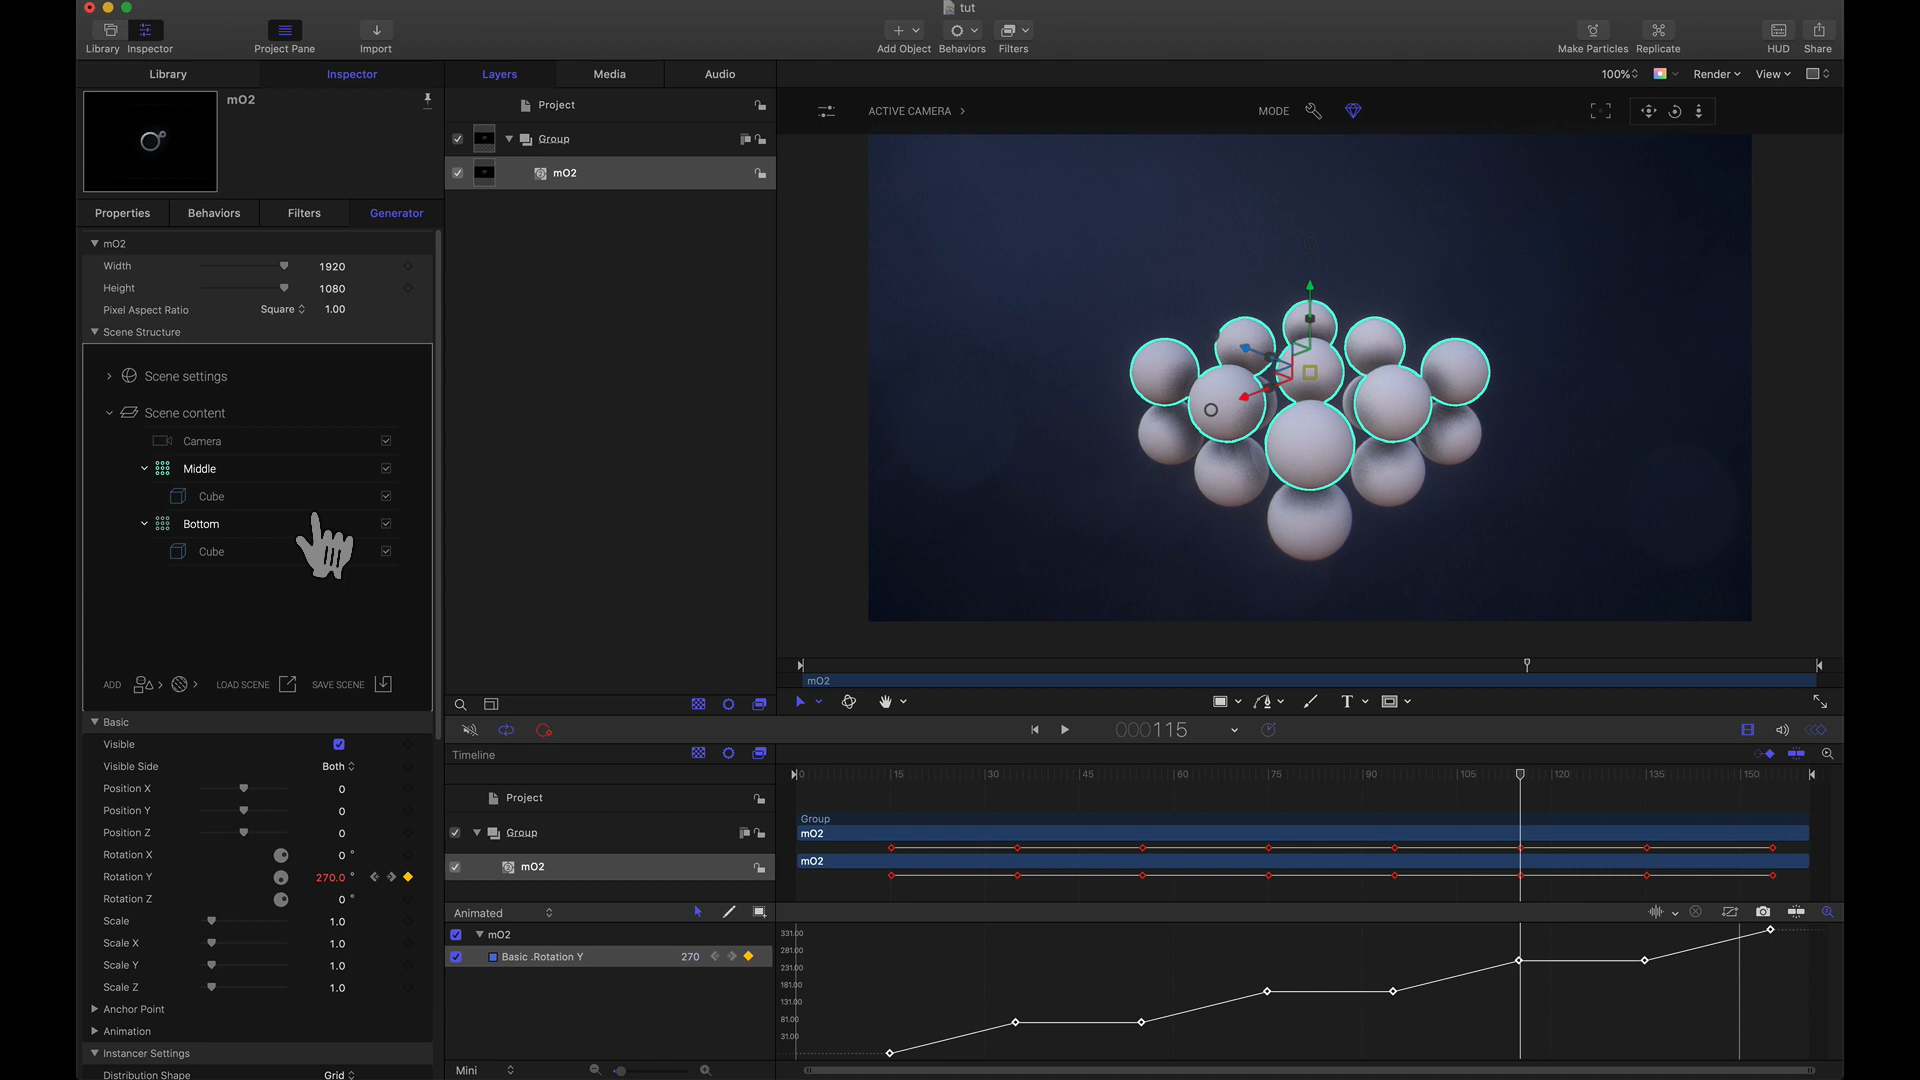 tut
Library Inspector Project Pane Import Add Object Behaviors Filters Make Particles Replicate HUD Share
Library Inspector Layers Media Audio 100% Render View
mO2
Project
ACTIVE CAMERA
MODE
Group
mO2
Properties Behaviors Filters Generator
mO2
Width 1920
Height 1080
Pixel Aspect Ratio Square 1.00
Scene Structure
Scene settings
Scene content
Camera
Middle
Cube
Bottom
Cube
ADD LOAD SCENE SAVE SCENE
mO2
Basic
Visible
Visible Side Both
Position X 0
Position Y 0
Position Z 0
Rotation X 0 °
Rotation Y 270.0 °
Rotation Z 0 °
Scale 1.0
Scale X 1.0
Scale Y 1.0
Scale Z 1.0
Anchor Point
Animation
Instancer Settings
Distribution Shape Grid
T
000115
Timeline
0 15 30 45 60 75 90 105 120 135 150
Project
Group
Group
mO2
mO2
mO2
Animated
mO2
Basic .Rotation Y 270
331.00
281.00
231.00
181.00
131.00
81.00
31.00
Mini